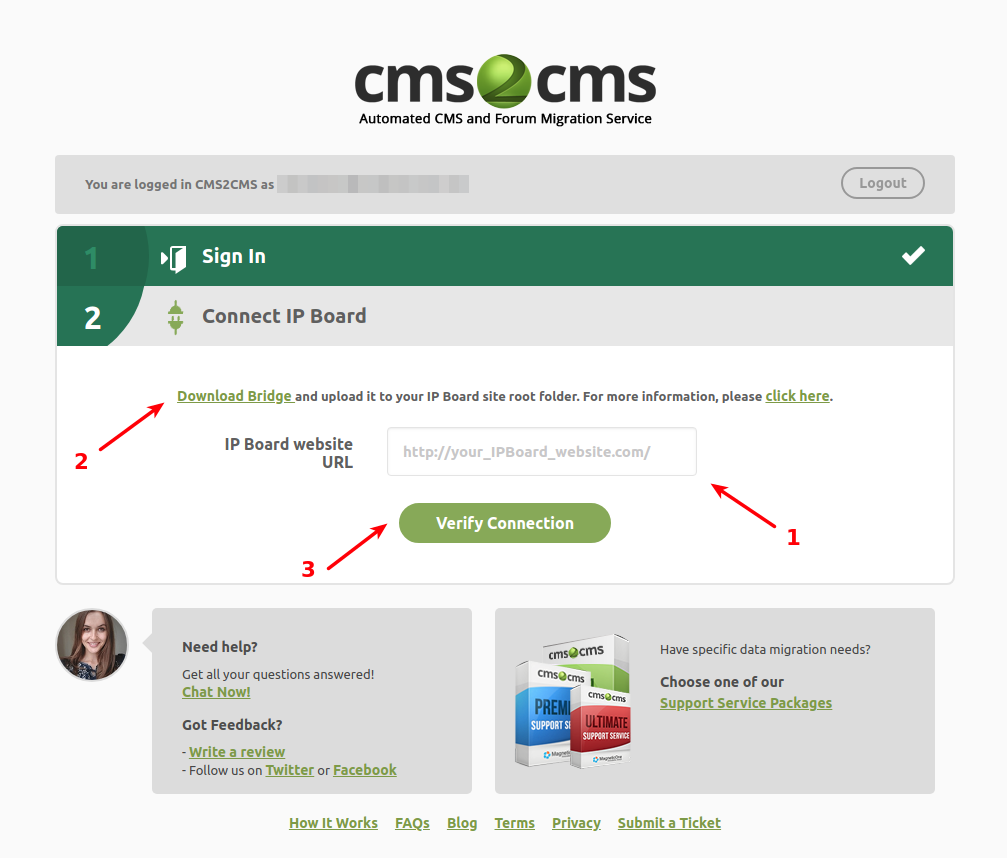 cms2cms
Automated CMS and Forum Migration Service
You are logged in CMS2CMS as
Logout
1
Sign In
2
Connect IP Board
Download Bridge and upload it to your IP Board site root folder. For more information, please click here.
2
IP Board website
URL
http://your_IPBoard_website.com/
1
Verify Connection
3
Need help?
Get all your questions answered!
Chat Now!
Got Feedback?
- Write a review
- Follow us on Twitter or Facebook
cms2cms
cms2cms
PREMI
SUPPORT SE
cms2cms
ULTIMATE
SUPPORT SERVICE
MagneticOne
Have specific data migration needs?
Choose one of our
Support Service Packages
How It Works FAQs Blog Terms Privacy Submit a Ticket